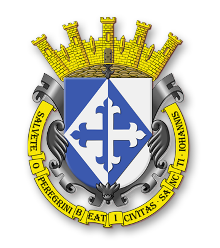 SALVETE O PEREGRINI BEATI CIVITAS SANCTI IOHANNIS